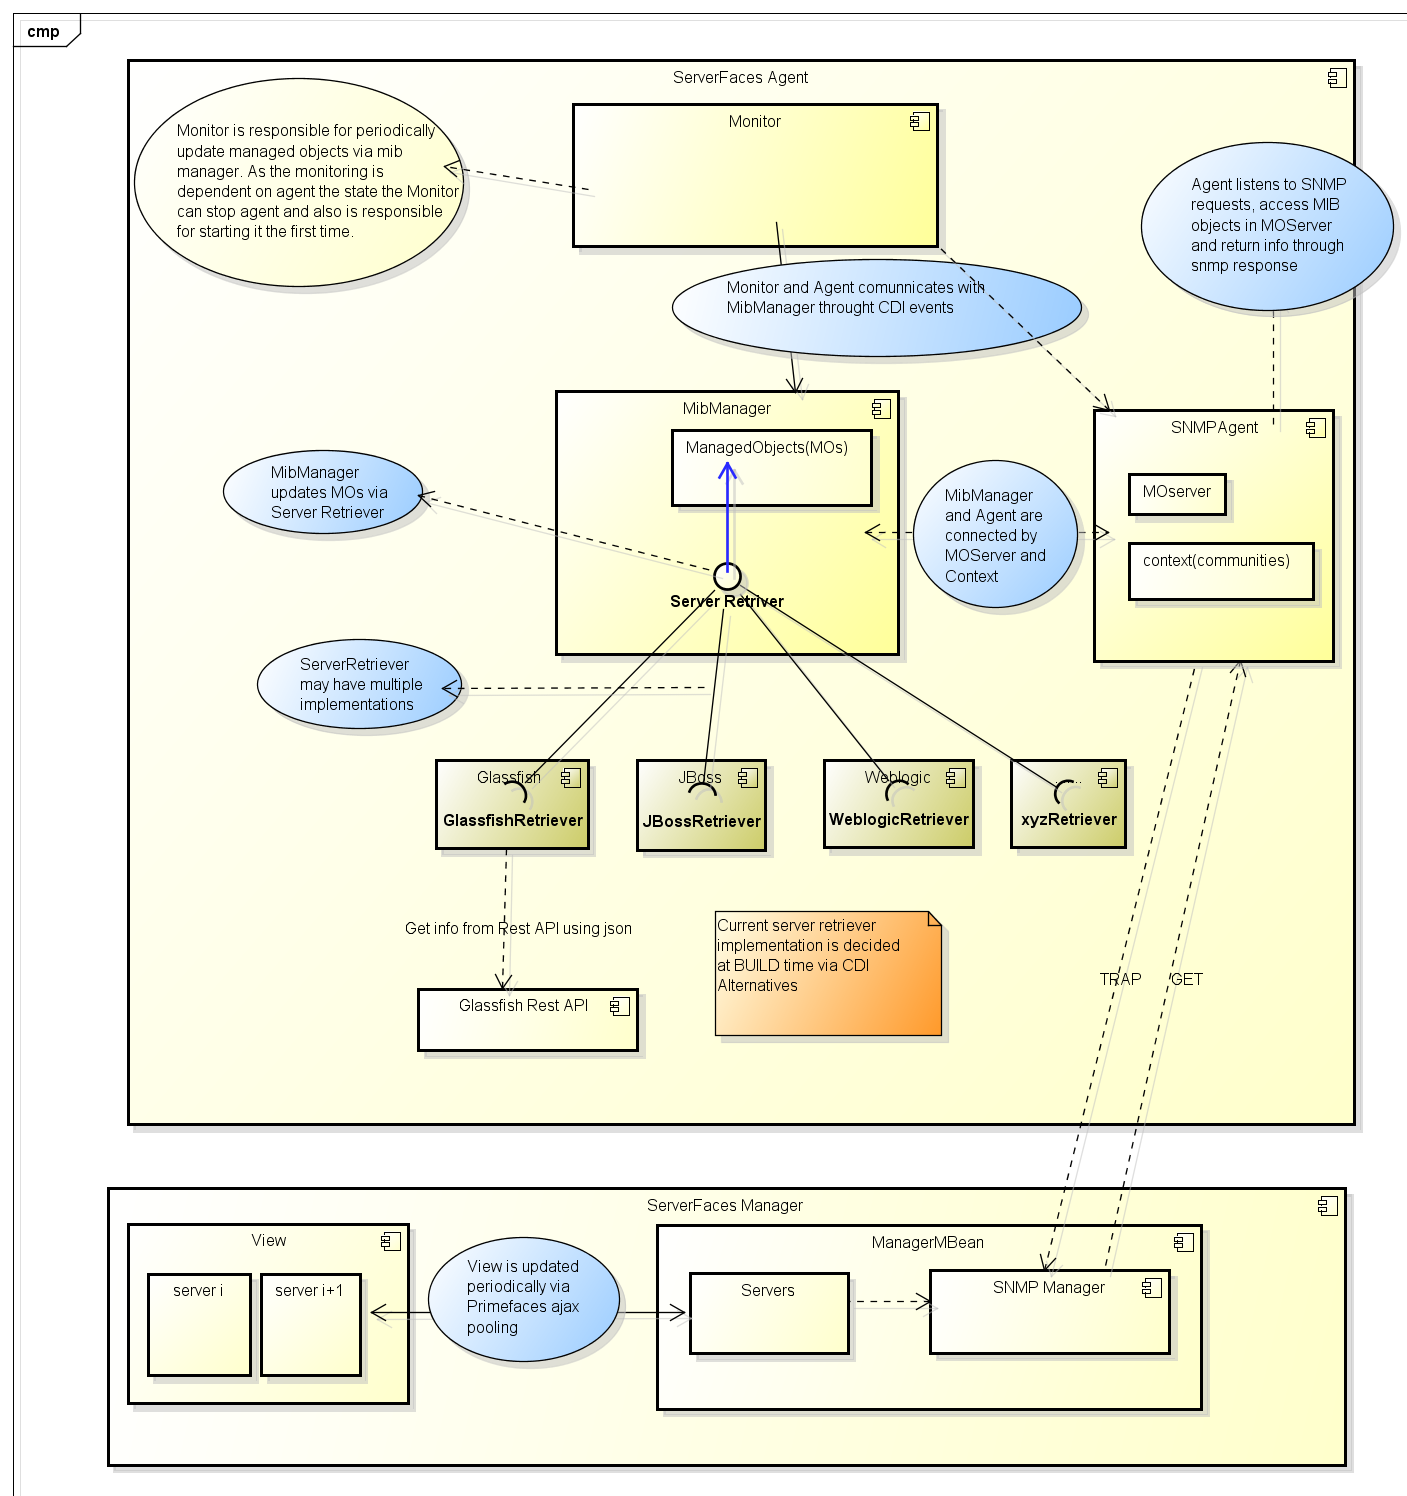 cmp
ServerFaces Agent
Monitor
Monitor is responsible for periodically
update managed objects via mib
manager. As the monitoring is
dependent on agent the state the Monitor
can stop agent and also is responsible
for starting it the first time.
Agent listens to SNMP
requests, access MIB
objects in MOServer
and return info through
snmp response
Monitor and Agent comunnicates with
MibManager throught CDI events
MibManager
ManagedObjects(MOs)
SNMPAgent
MOserver
context(communities)
MibManager
updates MOs via
Server Retriever
MibManager
and Agent are
connected by
MOServer and
Context
Server Retriver
ServerRetriever
may have multiple
implementations
Glassfish
GlassfishRetriever
JBoss
JBossRetriever
Weblogic
WeblogicRetriever
...
xyzRetriever
Get info from Rest API using json
Current server retriever
implementation is decided
at BUILD time via CDI
Alternatives
TRAP
GET
Glassfish Rest API
ServerFaces Manager
View
server i
server i+1
View is updated
periodically via
Primefaces ajax
pooling
ManagerMBean
Servers
SNMP Manager